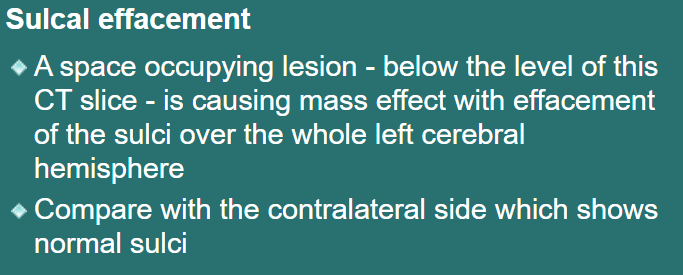 Sulcal effacement
A space occupying lesion - below the level of this
CT slice - is causing mass effect with effacement
of the sulci over the whole left cerebral
hemisphere
Compare with the contralateral side which shows
normal sulci